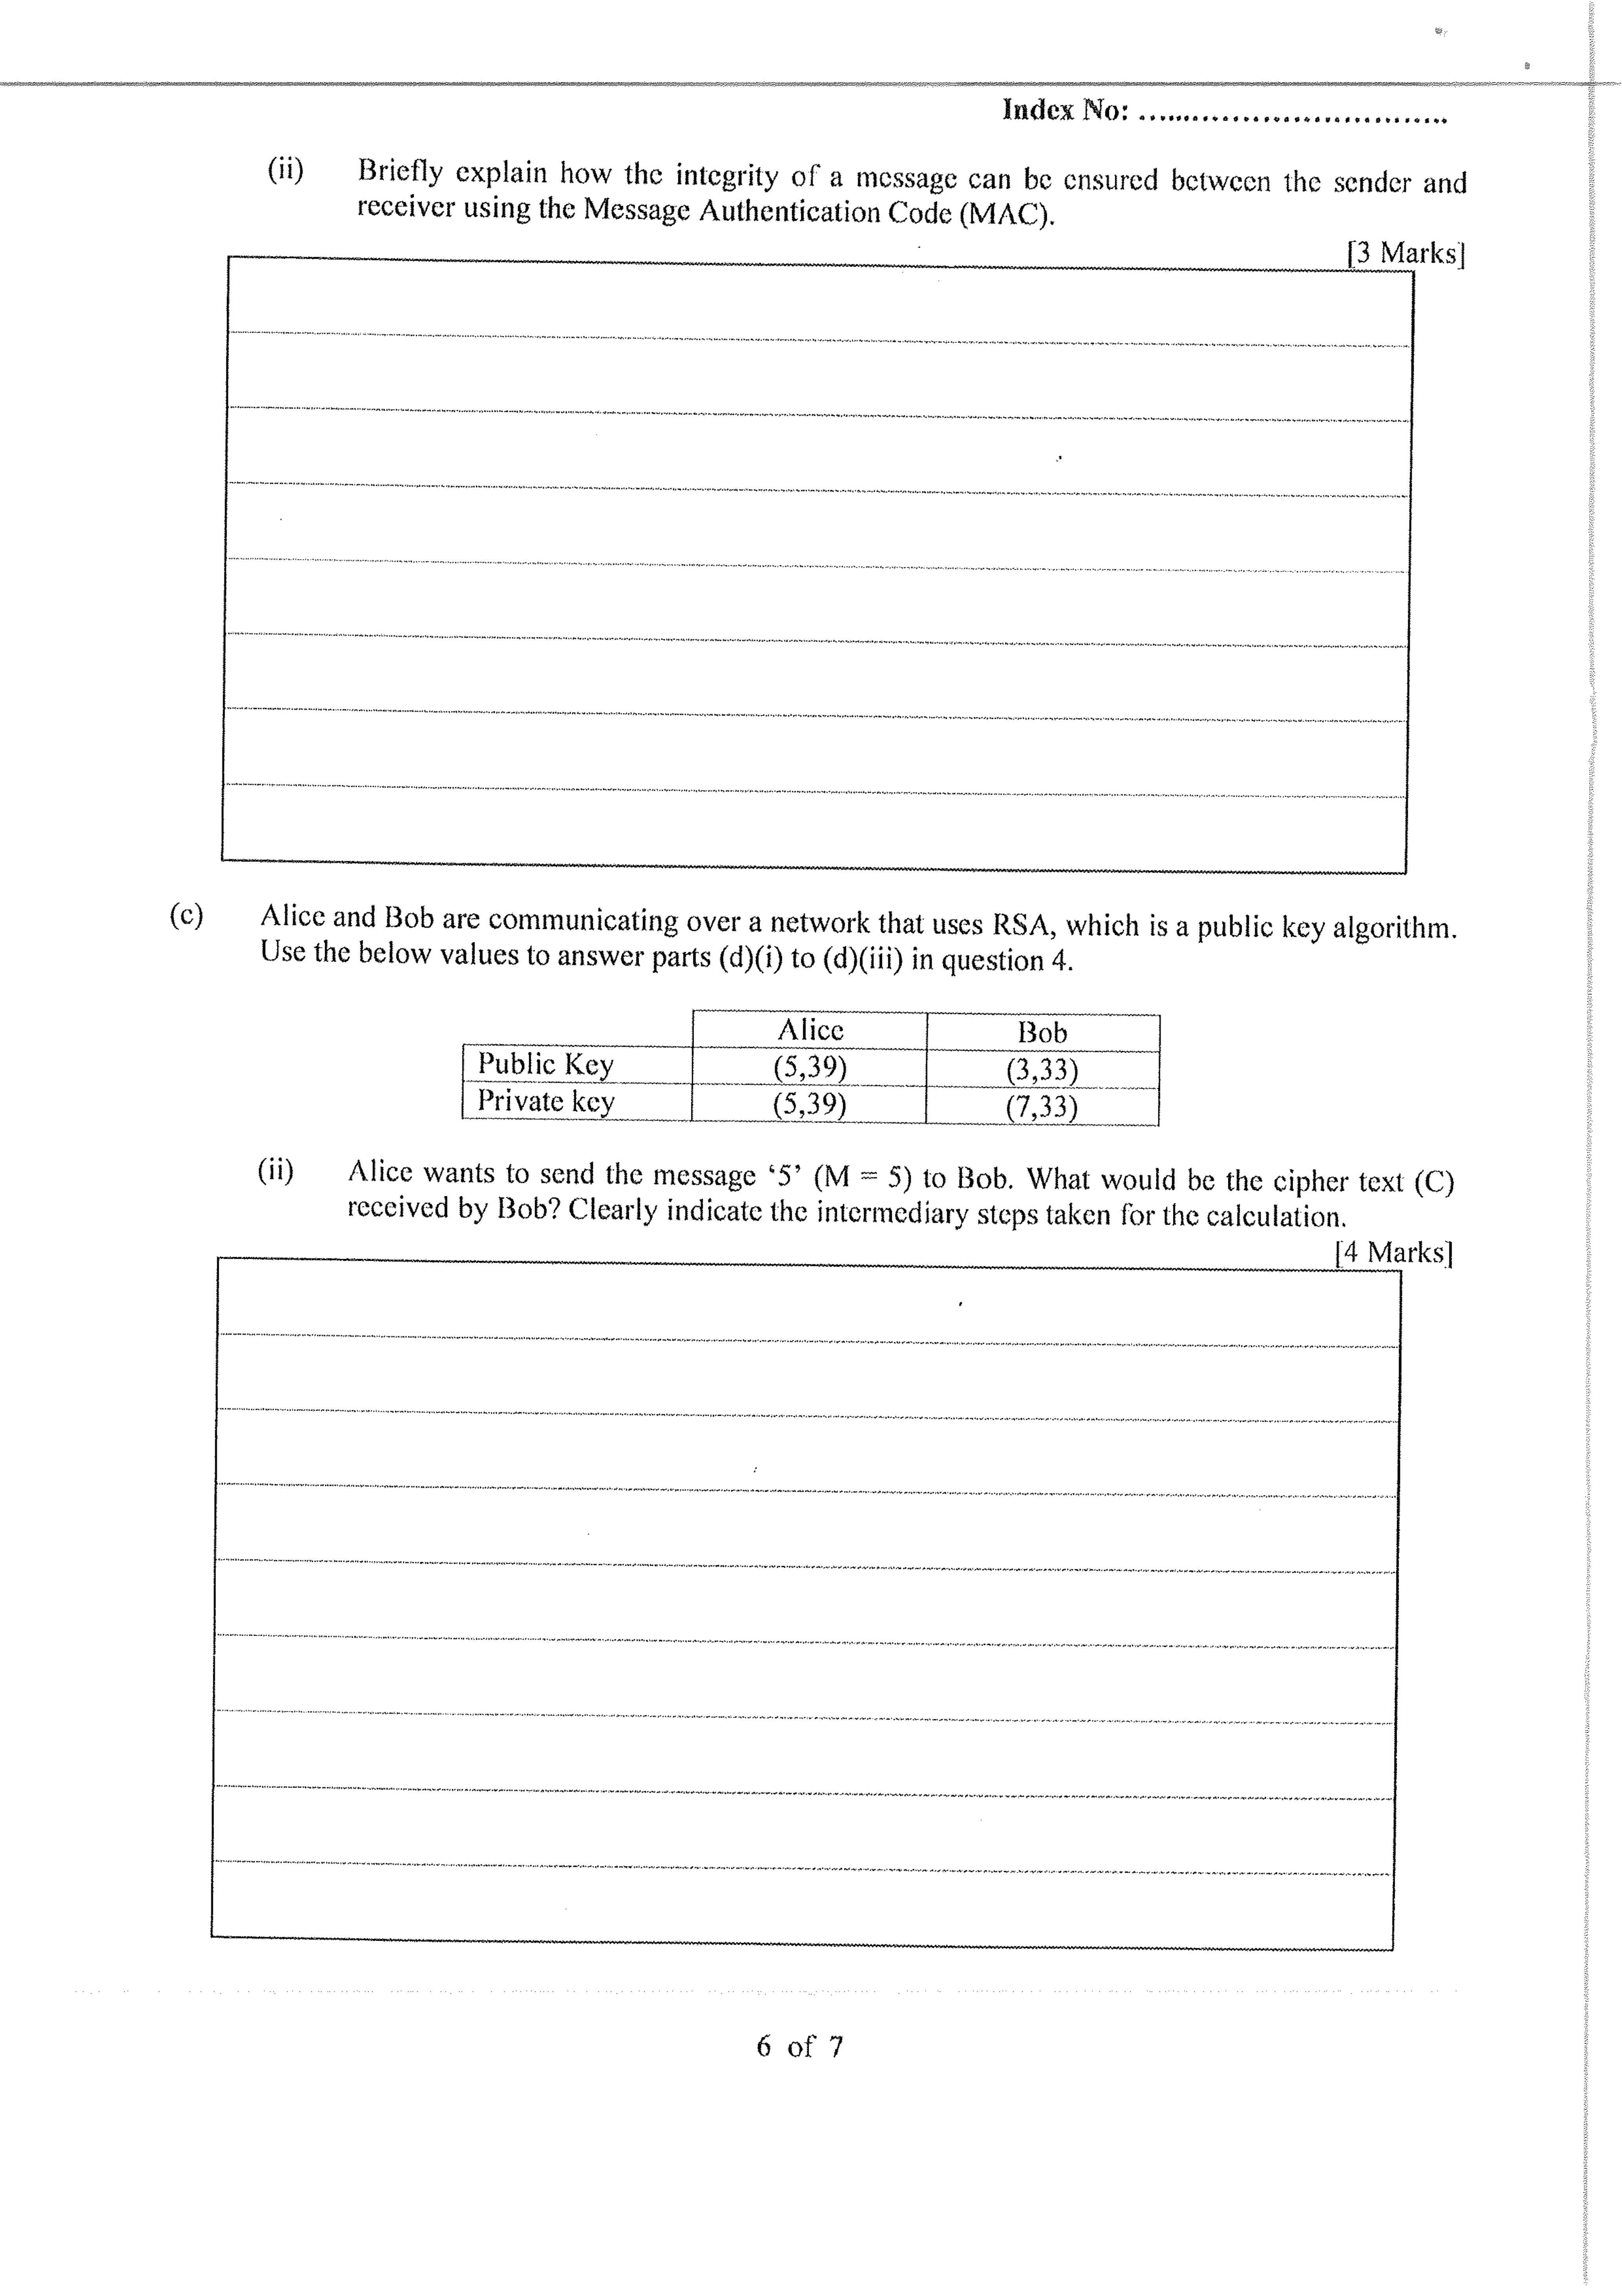 Index No: ........................................
(ii) Briefly explain how the integrity of a message can be ensured between the sender and
receiver using the Message Authentication Code (MAC).
[3 Marks]
(c) Alice and Bob are communicating over a network that uses RSA, which is a public key algorithm.
Use the below values to answer parts (d)(i) to (d)(iii) in question 4.
Alice Bob
Public Key (5,39) (3,33)
Private key (5,39) (7,33)
(ii) Alice wants to send the message ‘5’ (M = 5) to Bob. What would be the cipher text (C)
received by Bob? Clearly indicate the intermediary steps taken for the calculation.
[4 Marks]
6 of 7